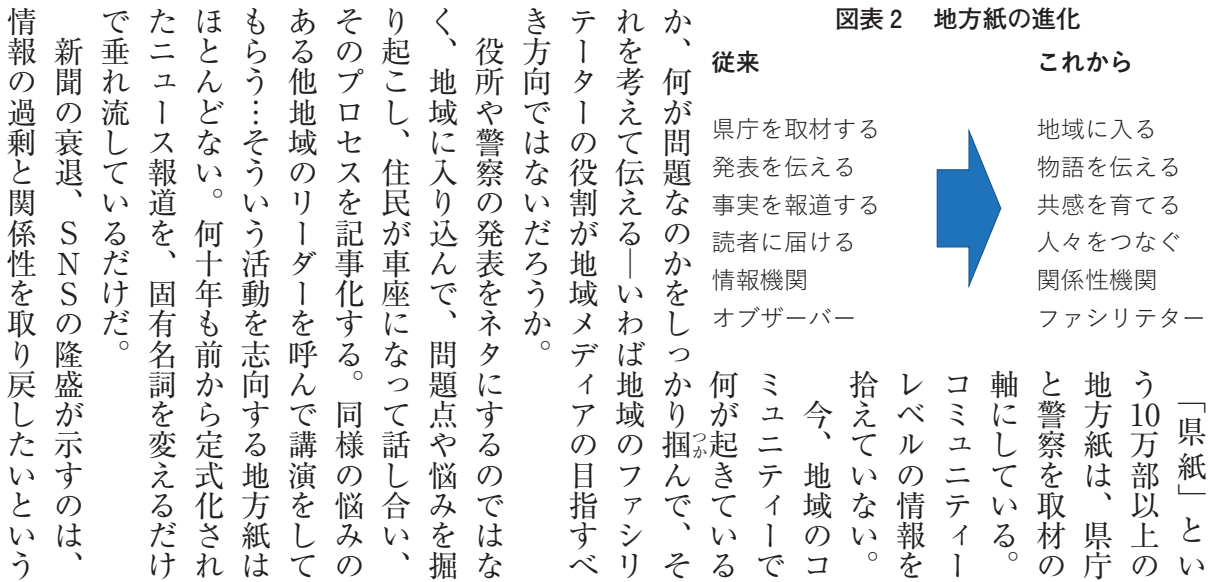 図表2　地方紙の進化
従来
県庁を取材する
発表を伝える
事実を報道する
読者に届ける
情報機関
オブザーバー
これから
地域に入る
物語を伝える
共感を育てる
人々をつなぐ
関係性機関
ファシリテター
「県紙」とい
う10万部以上の
地方紙は、県庁
と警察を取材の
軸にしている。
コミュニティー
レベルの情報を
拾えていない。
今、地域のコ
ミュニティーで
何が起きている
か、何が問題なのかをしっかり掴んで、そ
つか
れを考えて伝える―いわば地域のファシリ
テーターの役割が地域メディアの目指すべ
き方向ではないだろうか。
役所や警察の発表をネタにするのではな
く、地域に入り込んで、問題点や悩みを掘
り起こし、住民が車座になって話し合い、
そのプロセスを記事化する。同様の悩みの
ある他地域のリーダーを呼んで講演をして
もらう…そういう活動を志向する地方紙は
ほとんどない。何十年も前から定式化され
たニュース報道を、固有名詞を変えるだけ
で垂れ流しているだけだ。
新聞の衰退、SNSの隆盛が示すのは、
情報の過剰と関係性を取り戻したいという